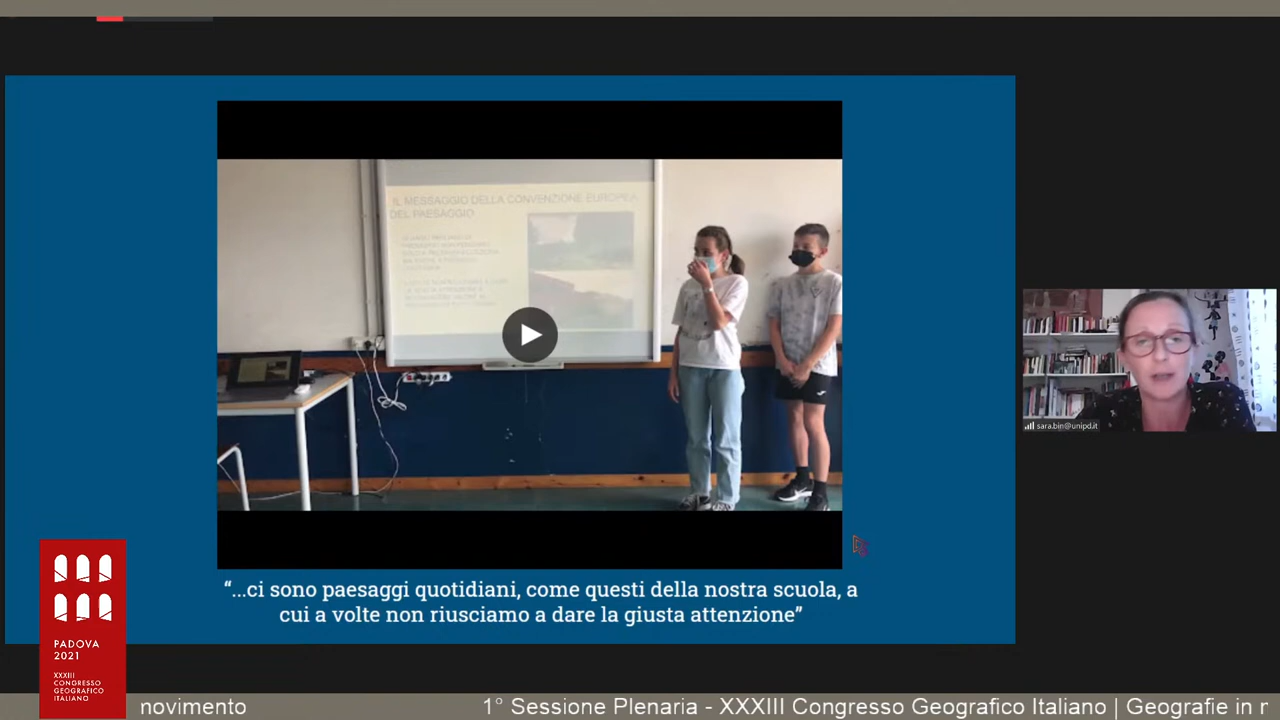 IL MESSAGGIO DELLA CONVENZIONE EUROPEA
DEL PAESAGGIO
sara.bin@unipd.it
“...ci sono paesaggi quotidiani, come questi della nostra scuola, a
cui a volte non riusciamo a dare la giusta attenzione”
PADOVA
2021
XXXIII
CONGRESSO
GEOGRAFICO
ITALIANO
novimento
1° Sessione Plenaria - XXXIII Congresso Geografico Italiano | Geografie in r